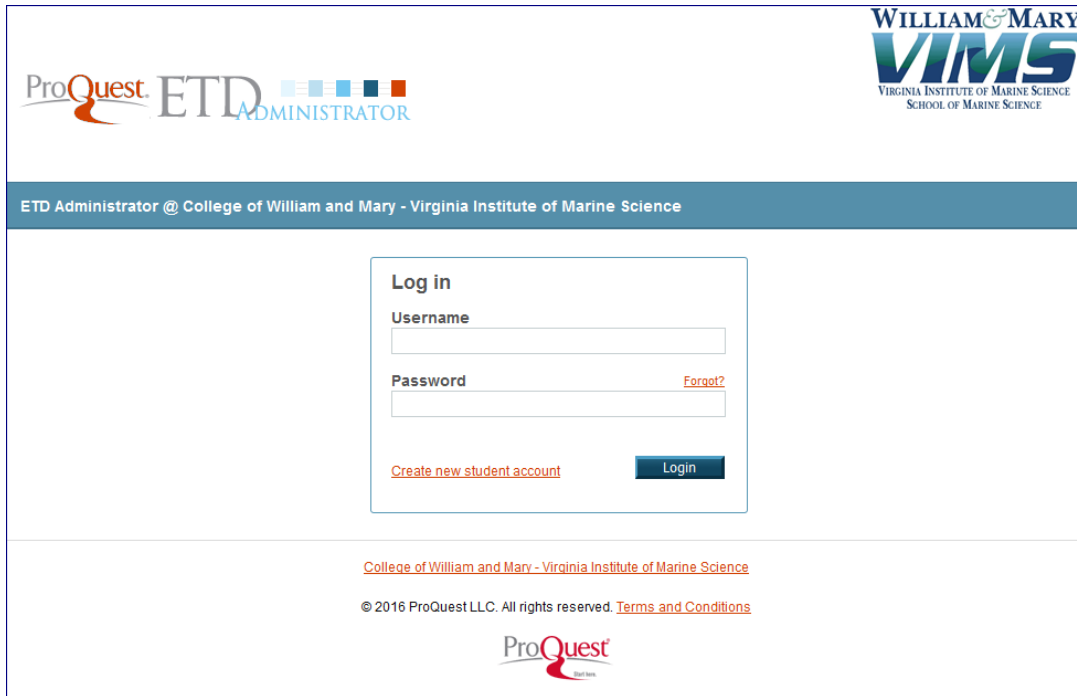 WILLIAM & MARY
VIMS
VIRGINIA INSTITUTE OF MARINE SCIENCE
SCHOOL OF MARINE SCIENCE
ProQuest. ETD ADMINISTRATOR
ETD Administrator @ College of William and Mary - Virginia Institute of Marine Science
Log in
Username
Password Forgot?
Create new student account Login
College of William and Mary - Virginia Institute of Marine Science
© 2016 ProQuest LLC. All rights reserved. Terms and Conditions
ProQuest
Start here.